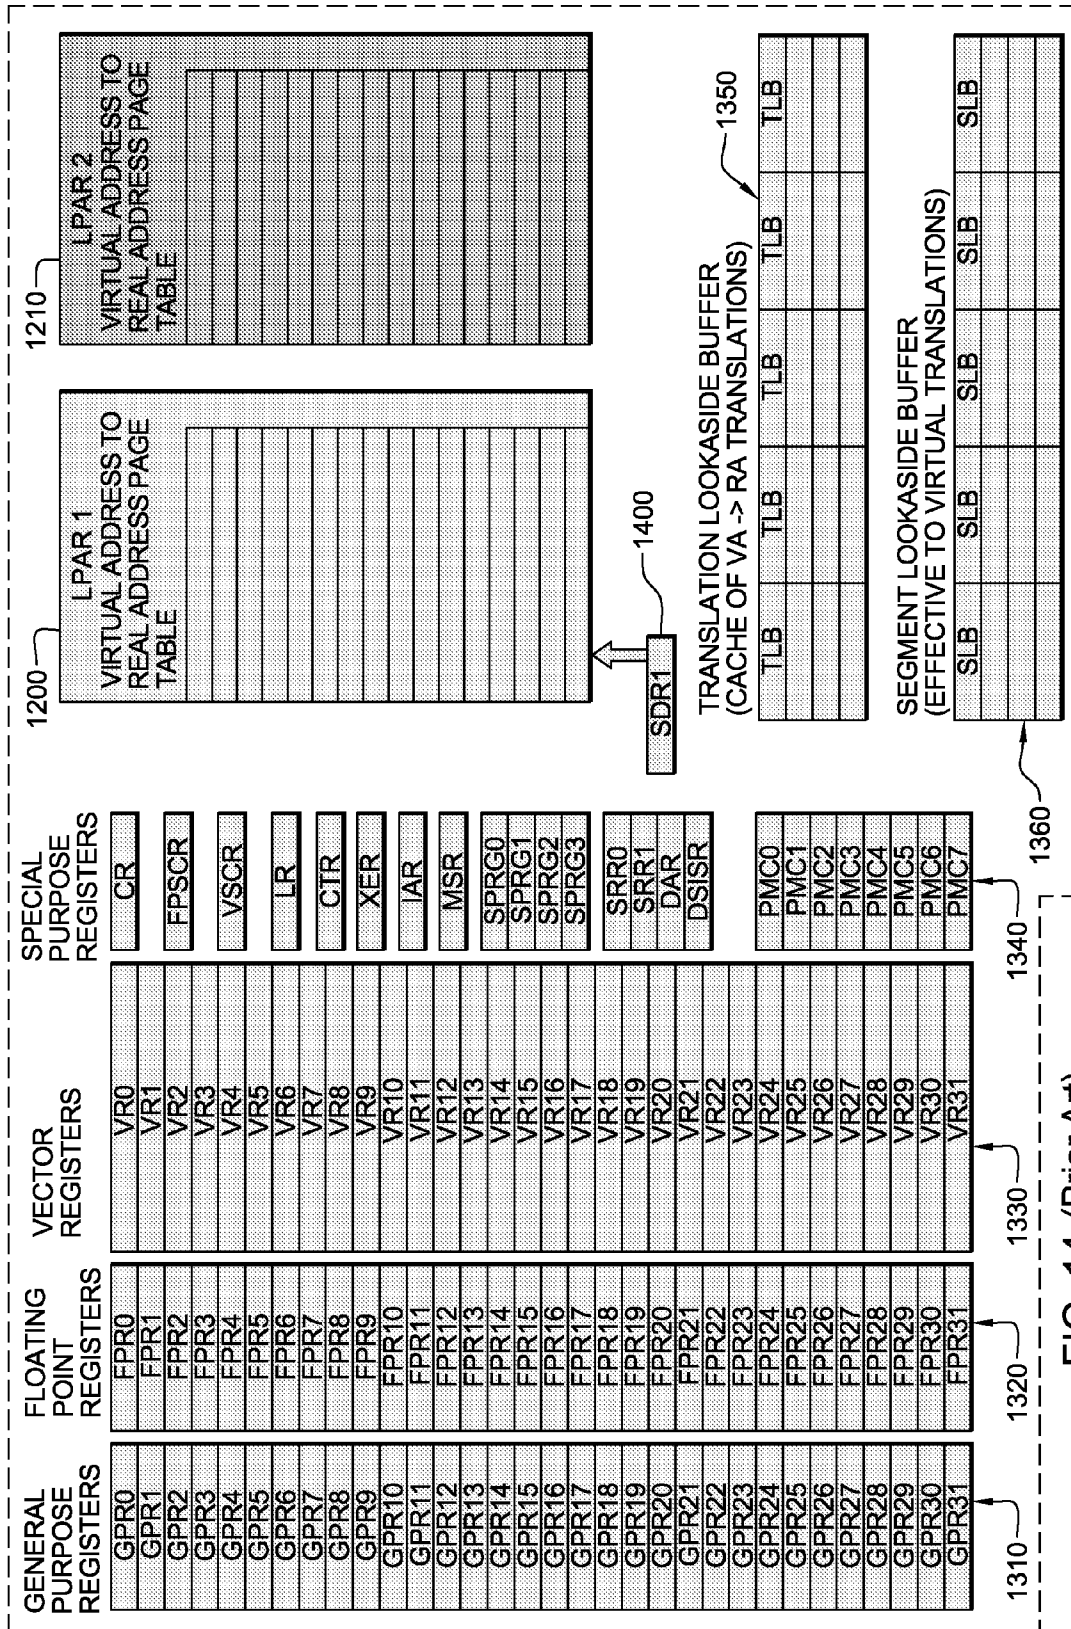 GENERAL
PURPOSE
REGISTERS
GPR0
GPR1
GPR2
GPR3
GPR4
GPR5
GPR6
GPR7
GPR8
GPR9
GPR10
GPR11
GPR12
GPR13
GPR14
GPR15
GPR16
GPR17
GPR18
GPR19
GPR20
GPR21
GPR22
GPR23
GPR24
GPR25
GPR26
GPR27
GPR28
GPR29
GPR30
GPR31
1310
FLOATING
POINT
REGISTERS
FPR0
FPR1
FPR2
FPR3
FPR4
FPR5
FPR6
FPR7
FPR8
FPR9
FPR10
FPR11
FPR12
FPR13
FPR14
FPR15
FPR16
FPR17
FPR18
FPR19
FPR20
FPR21
FPR22
FPR23
FPR24
FPR25
FPR26
FPR27
FPR28
FPR29
FPR30
FPR31
1320
VECTOR
REGISTERS
VR0
VR1
VR2
VR3
VR4
VR5
VR6
VR7
VR8
VR9
VR10
VR11
VR12
VR13
VR14
VR15
VR16
VR17
VR18
VR19
VR20
VR21
VR22
VR23
VR24
VR25
VR26
VR27
VR28
VR29
VR30
VR31
1330
SPECIAL
PURPOSE
REGISTERS
CR
FPSCR
VSCR
LR
CTR
XER
IAR
MSR
SPRG0
SPRG1
SPRG2
SPRG3
SRR0
SRR1
DAR
DSISR
PMC0
PMC1
PMC2
PMC3
PMC4
PMC5
PMC6
PMC7
1340
1200
LPAR 1
VIRTUAL ADDRESS TO
REAL ADDRESS PAGE
TABLE
1210
LPAR 2
VIRTUAL ADDRESS TO
REAL ADDRESS PAGE
TABLE
SDR1
1400
TRANSLATION LOOKASIDE BUFFER
(CACHE OF VA -> RA TRANSLATIONS)
1350
TLB TLB TLB TLB TLB
SEGMENT LOOKASIDE BUFFER
(EFFECTIVE TO VIRTUAL TRANSLATIONS)
SLB SLB SLB SLB SLB
1360
FIG. 14 (Prior Art)